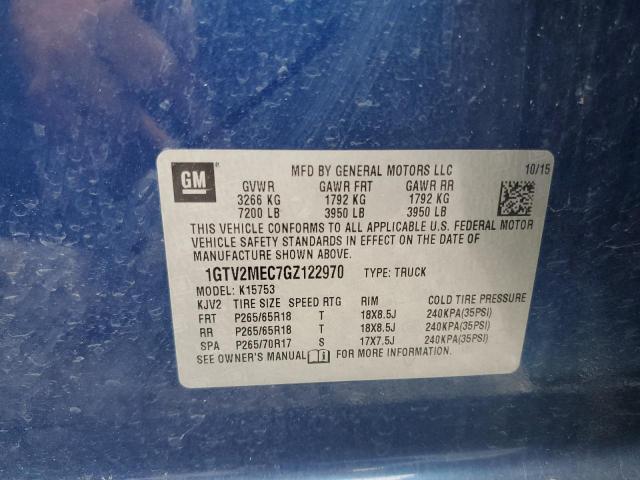 GM
MFD BY GENERAL MOTORS LLC 10/15
GVWR GAWR FRT GAWR RR
3266 KG 1792 KG 1792 KG
7200 LB 3950 LB 3950 LB
THIS VEHICLE CONFORMS TO ALL APPLICABLE U.S. FEDERAL MOTOR
VEHICLE SAFETY STANDARDS IN EFFECT ON THE DATE OF
MANUFACTURE SHOWN ABOVE.
1GTV2MEC7GZ122970 TYPE: TRUCK
MODEL: K15753
KJV2 TIRE SIZE SPEED RTG RIM COLD TIRE PRESSURE
FRT P265/65R18 T 18X8.5J 240KPA(35PSI)
RR P265/65R18 T 18X8.5J 240KPA(35PSI)
SPA P265/70R17 S 17X7.5J 240KPA(35PSI)
SEE OWNER'S MANUAL FOR MORE INFORMATION.